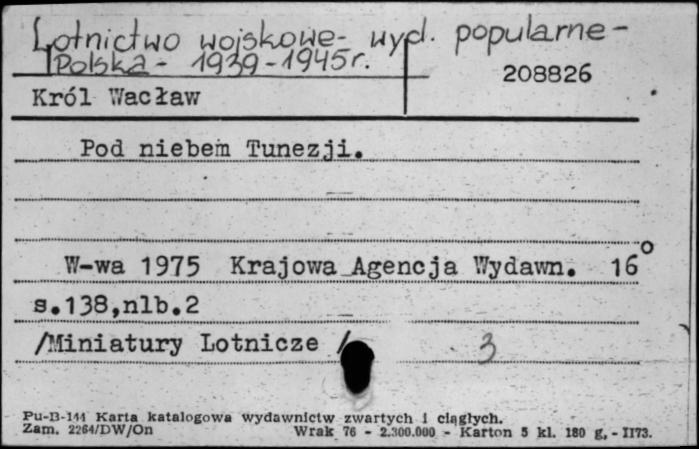 Lotnictwo wojskowe- wyd. popularne-
Polska - 1939-1945r.
208826
Król Wacław
Pod niebem Tunezji.
W-wa 1975 Krajowa Agencja Wydawn. 16°
s.138,nlb.2
/Miniatury Lotnicze /
3
Pu-B-144 Karta katalogowa wydawnictw zwartych i ciągłych.
Zam. 2264/DW/On Wrak 76 - 2.300.000 - Karton 5 kl. 180 g. - II73.